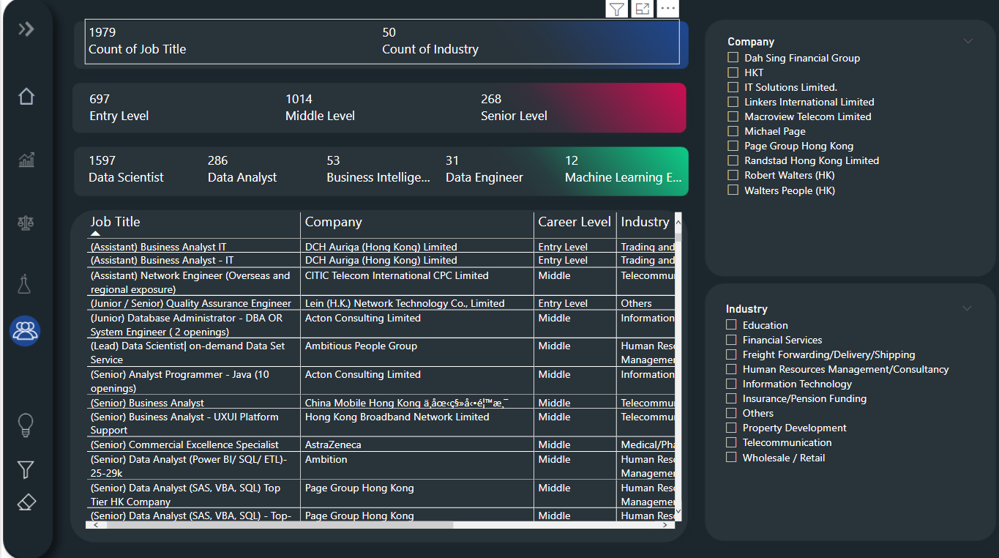 1979
Count of Job Title
50
Count of Industry
697
Entry Level
1014
Middle Level
268
Senior Level
1597
Data Scientist
286
Data Analyst
53
Business Intellige...
31
Data Engineer
12
Machine Learning E...
Job Title Company Career Level Industry
(Assistant) Business Analyst IT DCH Auriga (Hong Kong) Limited Entry Level Trading and
(Assistant) Business Analyst - IT DCH Auriga (Hong Kong) Limited Entry Level Trading and
(Assistant) Network Engineer (Overseas and CITIC Telecom International CPC Limited Middle Telecommu
regional exposure)
(Junior / Senior) Quality Assurance Engineer Lein (H.K.) Network Technology Co., Limited Entry Level Others
(Junior) Database Administrator - DBA OR Acton Consulting Limited Middle Information
System Engineer ( 2 openings)
(Lead) Data Scientist| on-demand Data Set Ambitious People Group Middle Human Res
Service Managemen
(Senior) Analyst Programmer - Java (10 Acton Consulting Limited Middle Information
openings)
(Senior) Business Analyst China Mobile Hong Kong Middle Telecommu
(Senior) Business Analyst - UXUI Platform Hong Kong Broadband Network Limited Middle Telecommu
Support
(Senior) Commercial Excellence Specialist AstraZeneca Middle Medical/Pha
(Senior) Data Analyst (Power BI/ SQL/ ETL)- Ambition Middle Human Res
25-29k Managemen
(Senior) Data Analyst (SAS, VBA, SQL) Top Page Group Hong Kong Middle Human Res
Tier HK Company Managemen
(Senior) Data Analyst (SAS, VBA, SQL) - Top- Page Group Hong Kong Middle Human Res
Company
Dah Sing Financial Group
HKT
IT Solutions Limited.
Linkers International Limited
Macroview Telecom Limited
Michael Page
Page Group Hong Kong
Randstad Hong Kong Limited
Robert Walters (HK)
Walters People (HK)
Industry
Education
Financial Services
Freight Forwarding/Delivery/Shipping
Human Resources Management/Consultancy
Information Technology
Insurance/Pension Funding
Others
Property Development
Telecommunication
Wholesale / Retail